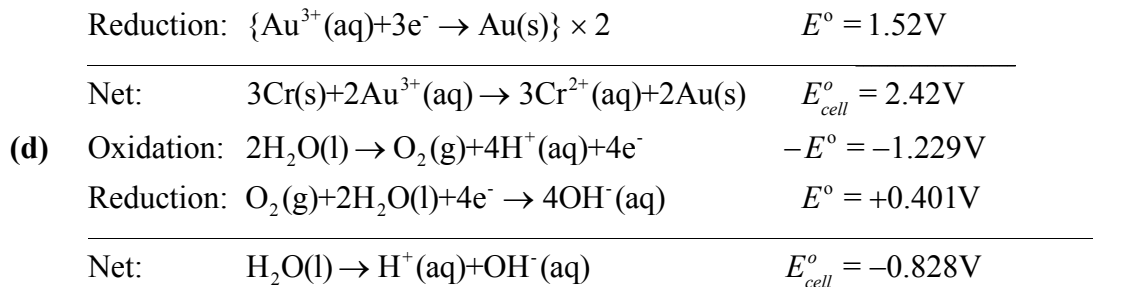 Reduction: {Au³⁺(aq)+3e⁻ → Au(s)} × 2 E° = 1.52V
Net: 3Cr(s)+2Au³⁺(aq) → 3Cr²⁺(aq)+2Au(s) E°cell = 2.42V
(d) Oxidation: 2H₂O(l) → O₂(g)+4H⁺(aq)+4e⁻ −E° = −1.229V
Reduction: O₂(g)+2H₂O(l)+4e⁻ → 4OH⁻(aq) E° = +0.401V
Net: H₂O(l) → H⁺(aq)+OH⁻(aq) E°cell = −0.828V